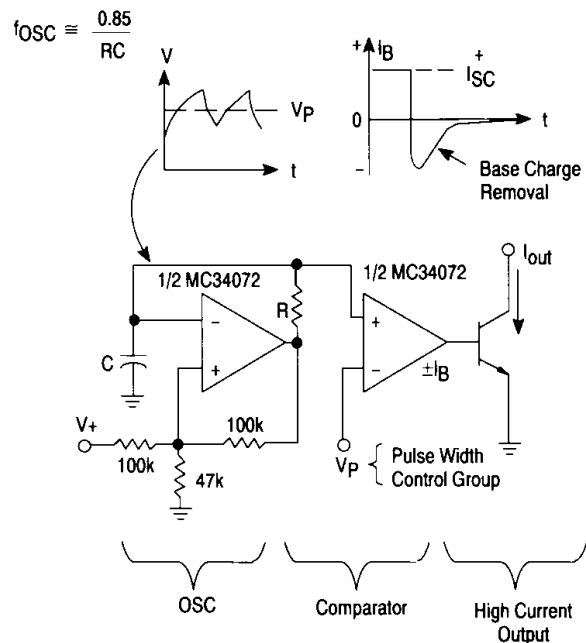 fOSC ≅ 0.85
RC
V
VP
t
+ iB
+
ISC
0
t
–
Base Charge
Removal
1/2 MC34072
R
–
+
C
V+
100k
100k
47k
1/2 MC34072
+
–
±IB
Iout
VP
Pulse Width
Control Group
OSC
Comparator
High Current
Output